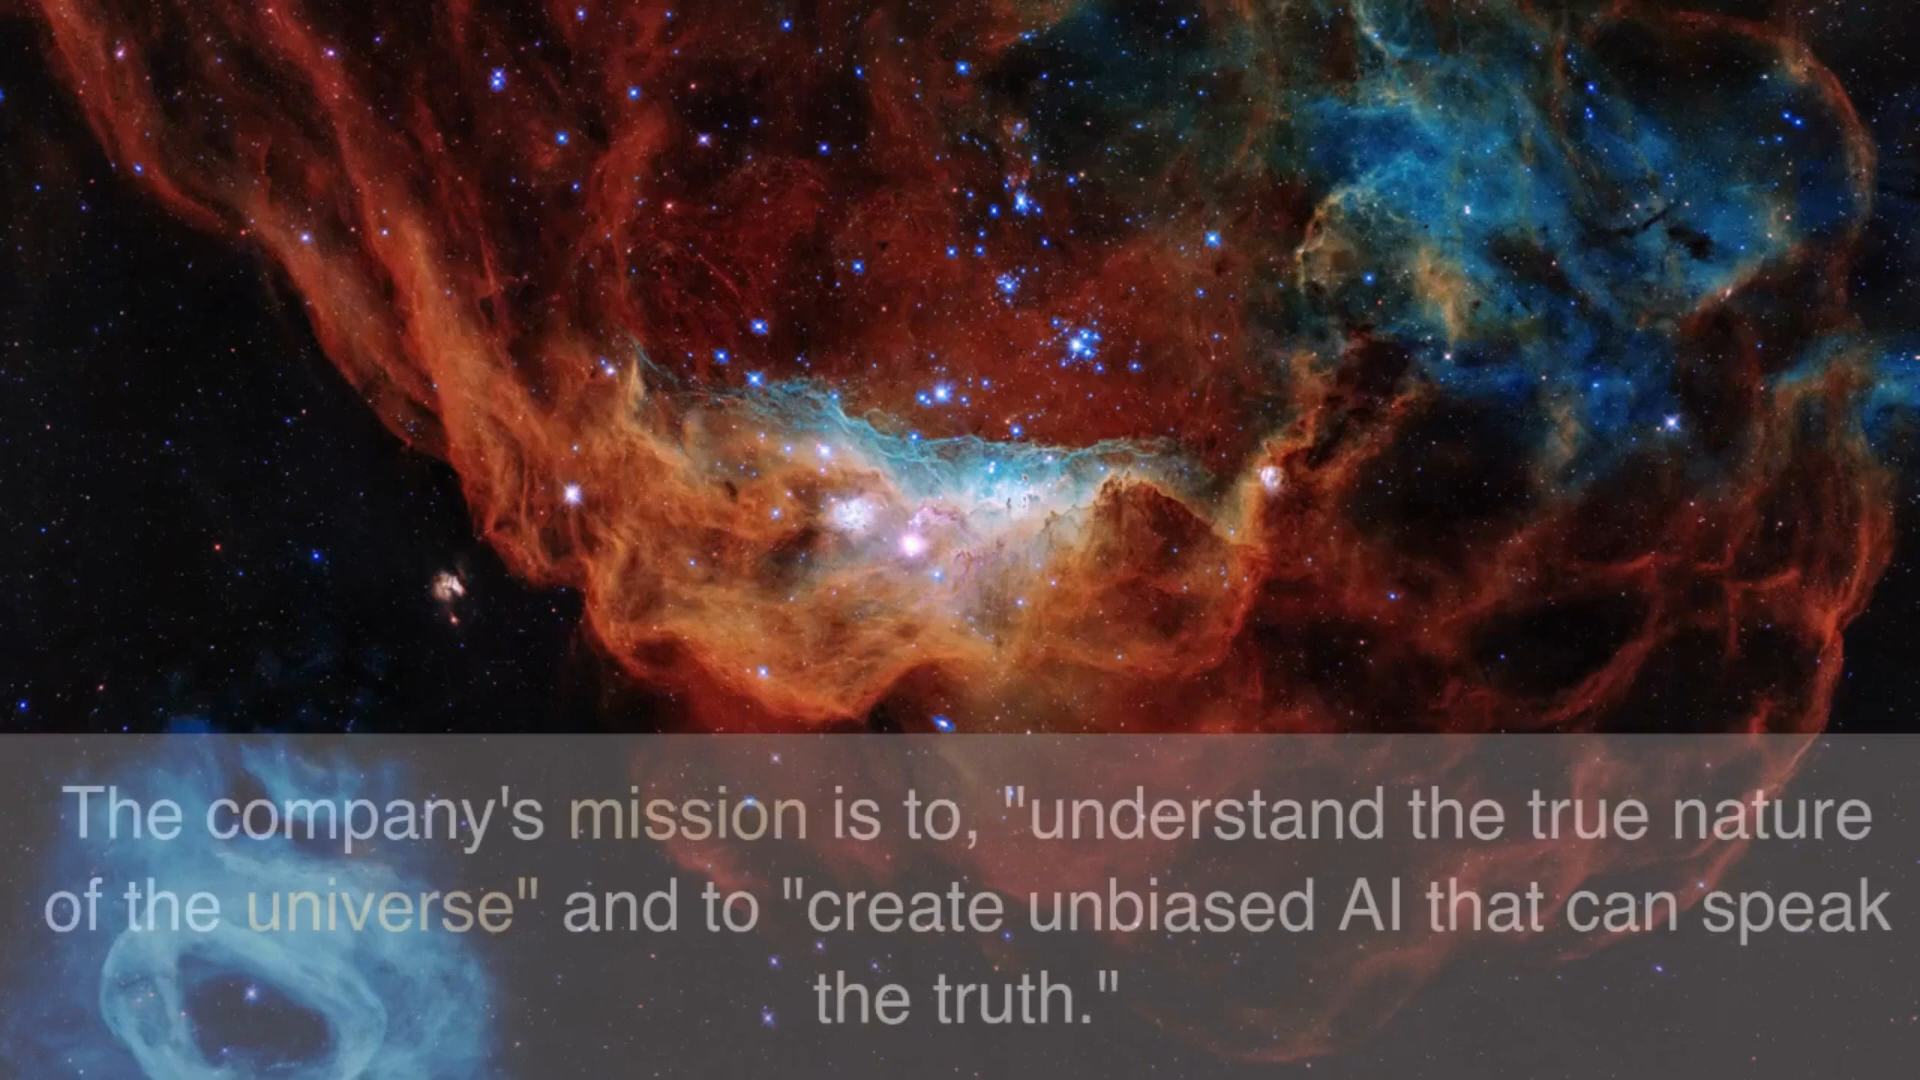 The company's mission is to, "understand the true nature
of the universe" and to "create unbiased AI that can speak
the truth."